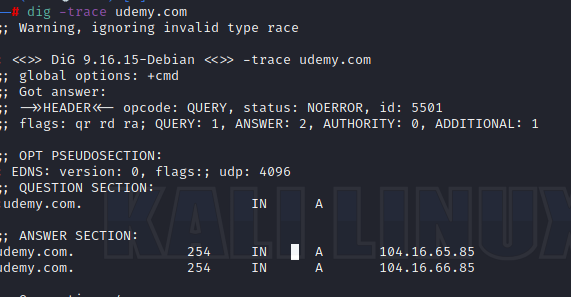 # dig -trace udemy.com
;; Warning, ignoring invalid type race
<<>> DiG 9.16.15-Debian <<>> -trace udemy.com
;; global options: +cmd
;; Got answer:
;; ->>HEADER<<- opcode: QUERY, status: NOERROR, id: 5501
;; flags: qr rd ra; QUERY: 1, ANSWER: 2, AUTHORITY: 0, ADDITIONAL: 1
;; OPT PSEUDOSECTION:
EDNS: version: 0, flags:; udp: 4096
;; QUESTION SECTION:
;udemy.com. IN A
;; ANSWER SECTION:
udemy.com. 254 IN A 104.16.65.85
udemy.com. 254 IN A 104.16.66.85
KALI LINUX